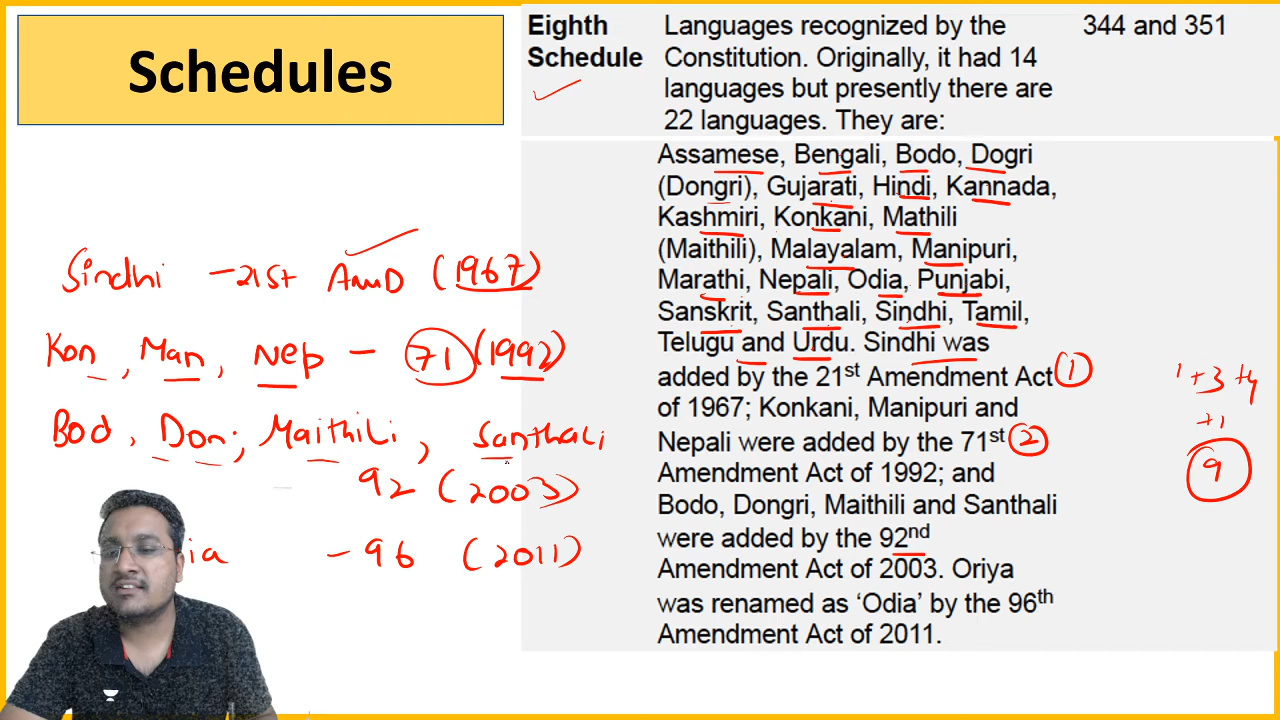 Schedules
Eighth Schedule
Languages recognized by the
Constitution. Originally, it had 14
languages but presently there are
22 languages. They are:
344 and 351
Assamese, Bengali, Bodo, Dogri
(Dongri), Gujarati, Hindi, Kannada,
Kashmiri, Konkani, Mathili
(Maithili), Malayalam, Manipuri,
Marathi, Nepali, Odia, Punjabi,
Sanskrit, Santhali, Sindhi, Tamil,
Telugu and Urdu. Sindhi was
added by the 21st Amendment Act
of 1967; Konkani, Manipuri and
Nepali were added by the 71st
Amendment Act of 1992; and
Bodo, Dongri, Maithili and Santhali
were added by the 92nd
Amendment Act of 2003. Oriya
was renamed as 'Odia' by the 96th
Amendment Act of 2011.
Sindhi - 21st AmD (1967)
Kon, Man, Nep - 71 (1992)
Bod, Don, Maithili, Santhali
92 (2003)
ia - 96 (2011)
1
2
1 + 3 + 4
+1
9